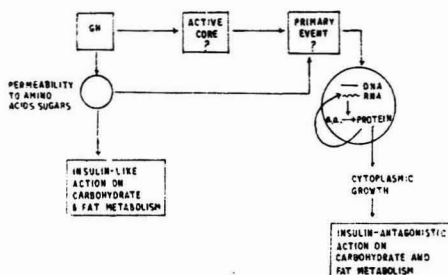 GH
ACTIVE
CORE
?
PRIMARY
EVENT
?
PERMEABILITY
TO AMINO
ACIDS SUGARS
DNA
RNA
a.a.
PROTEIN
INSULIN-LIKE
ACTION ON
CARBOHYDRATE
& FAT METABOLISM
CYTOPLASMIC
GROWTH
INSULIN-ANTAGONISTIC
ACTION ON
CARBOHYDRATE AND
FAT METABOLISM